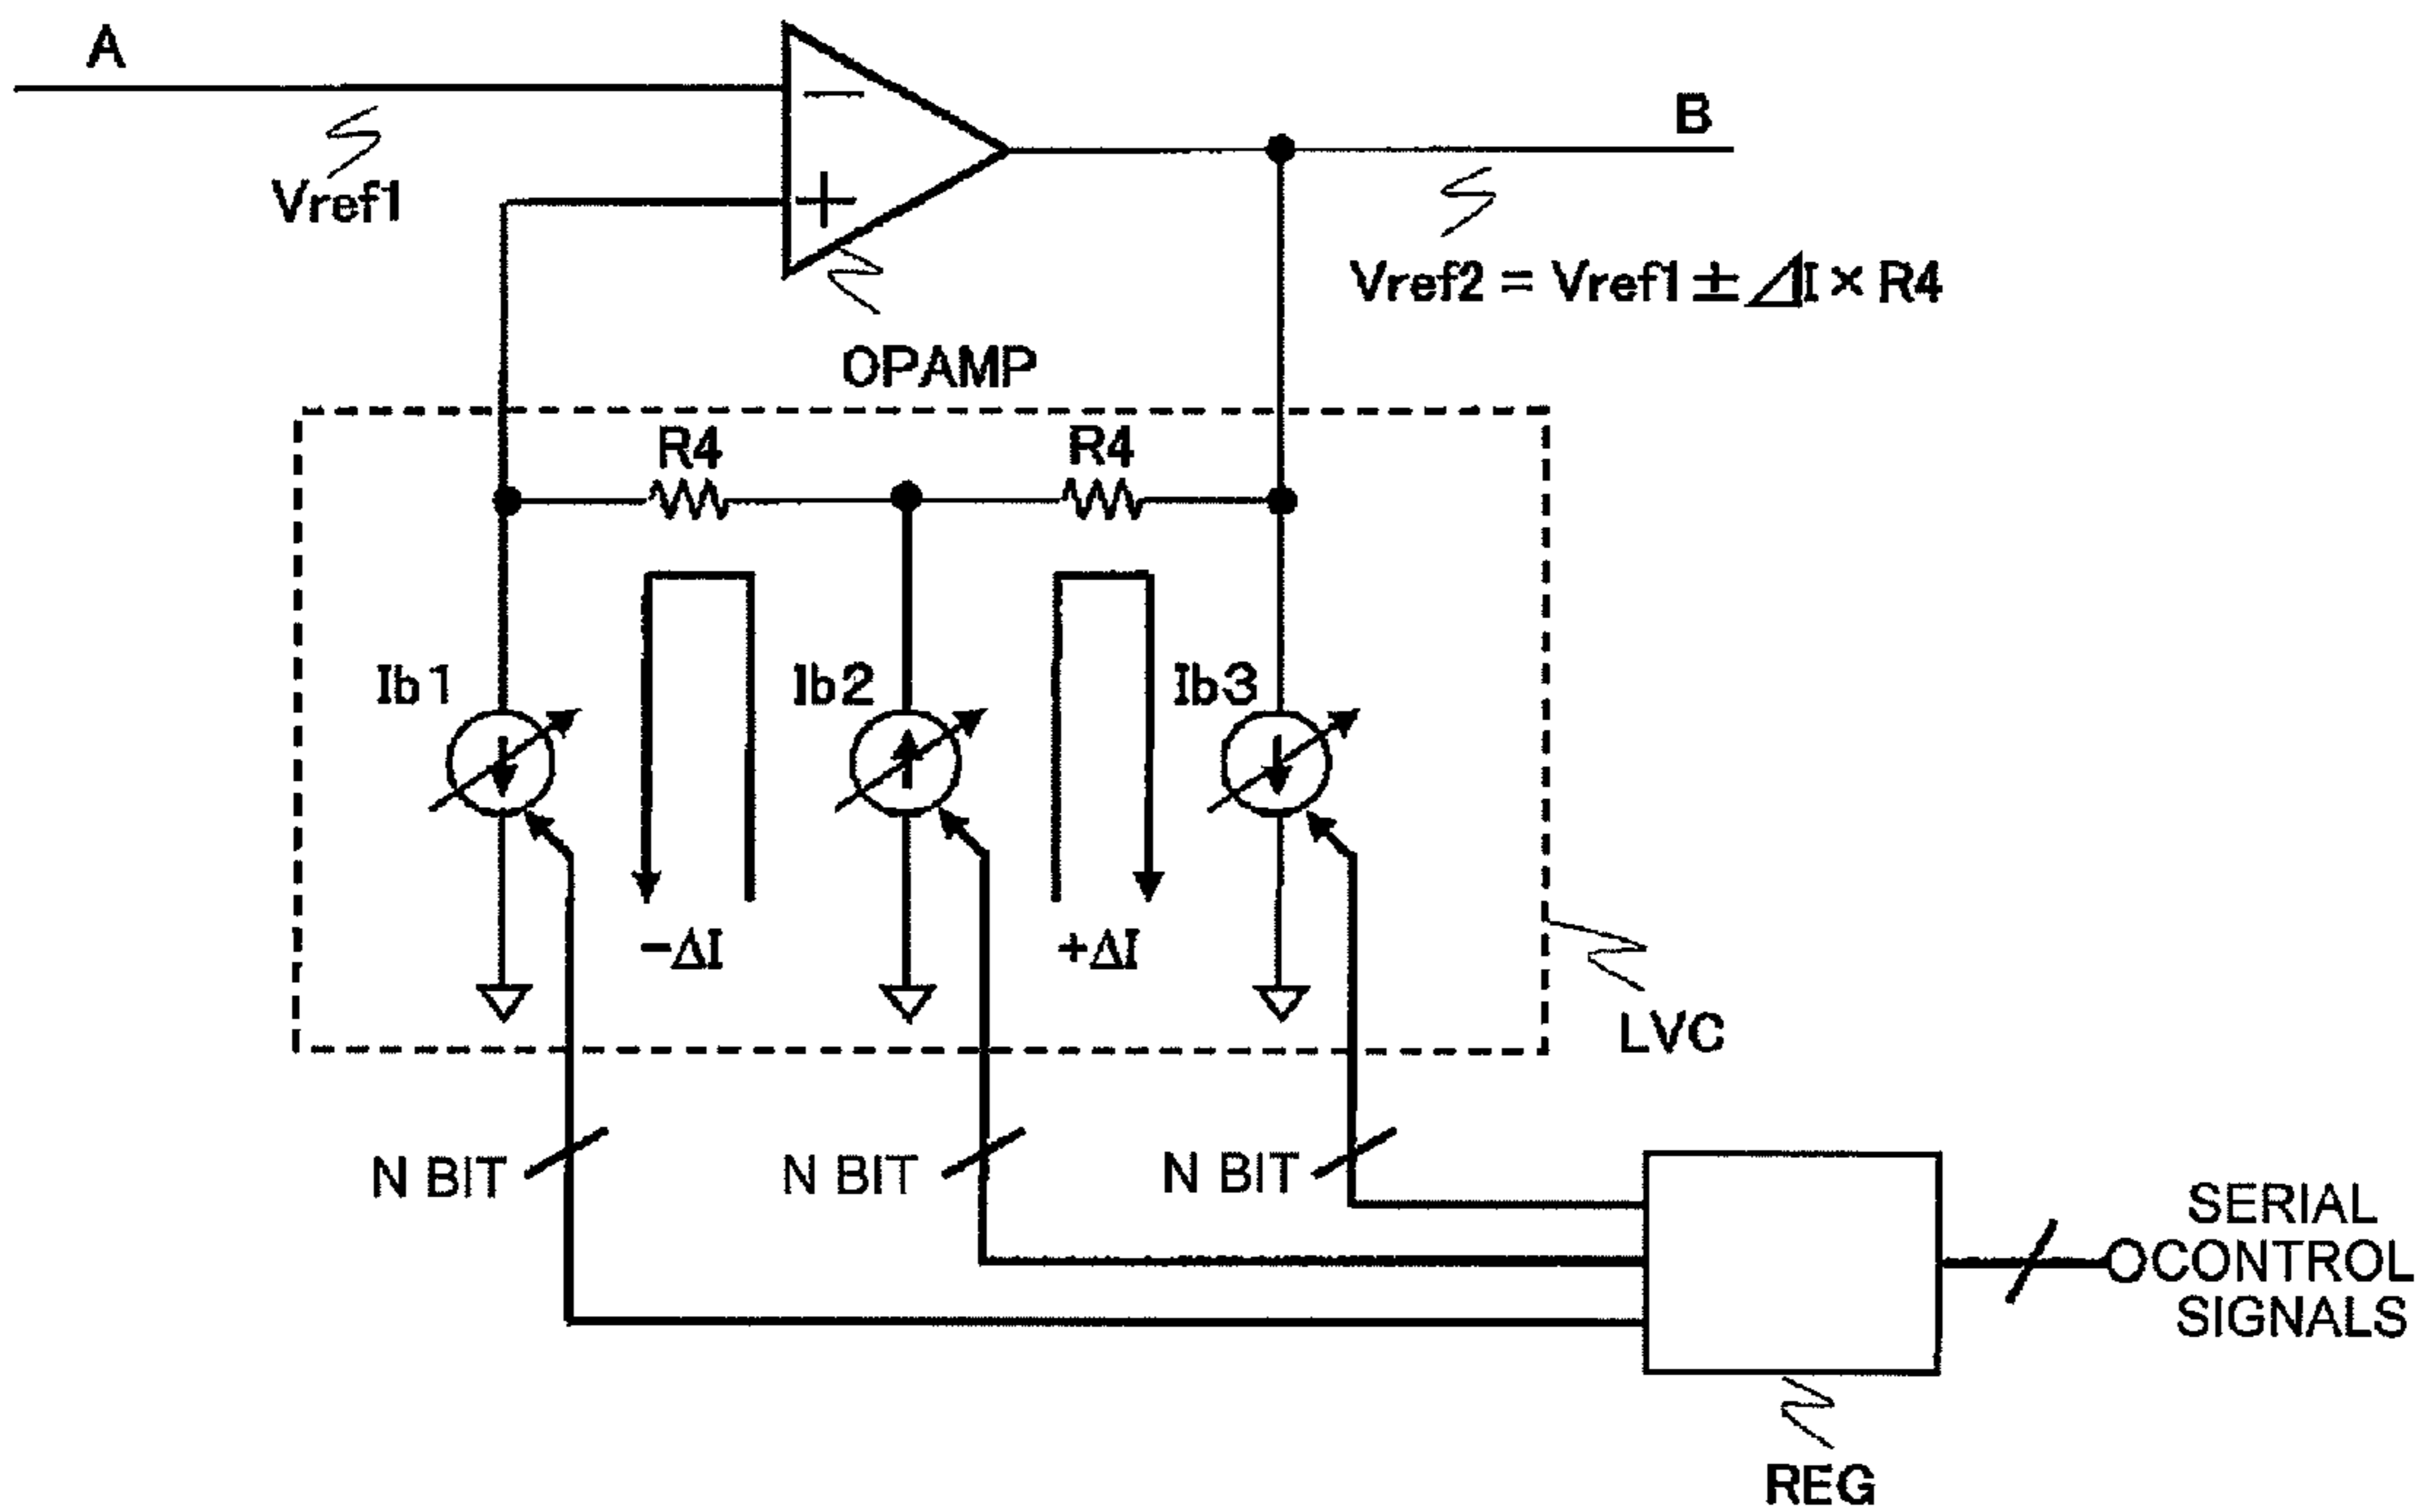 A
B
Vref1
Vref2 = Vref1 ± ΔI × R4
OPAMP
R4
R4
Ib1
Ib2
Ib3
−ΔI
+ΔI
LVC
N BIT
N BIT
N BIT
SERIAL
CONTROL
SIGNALS
REG